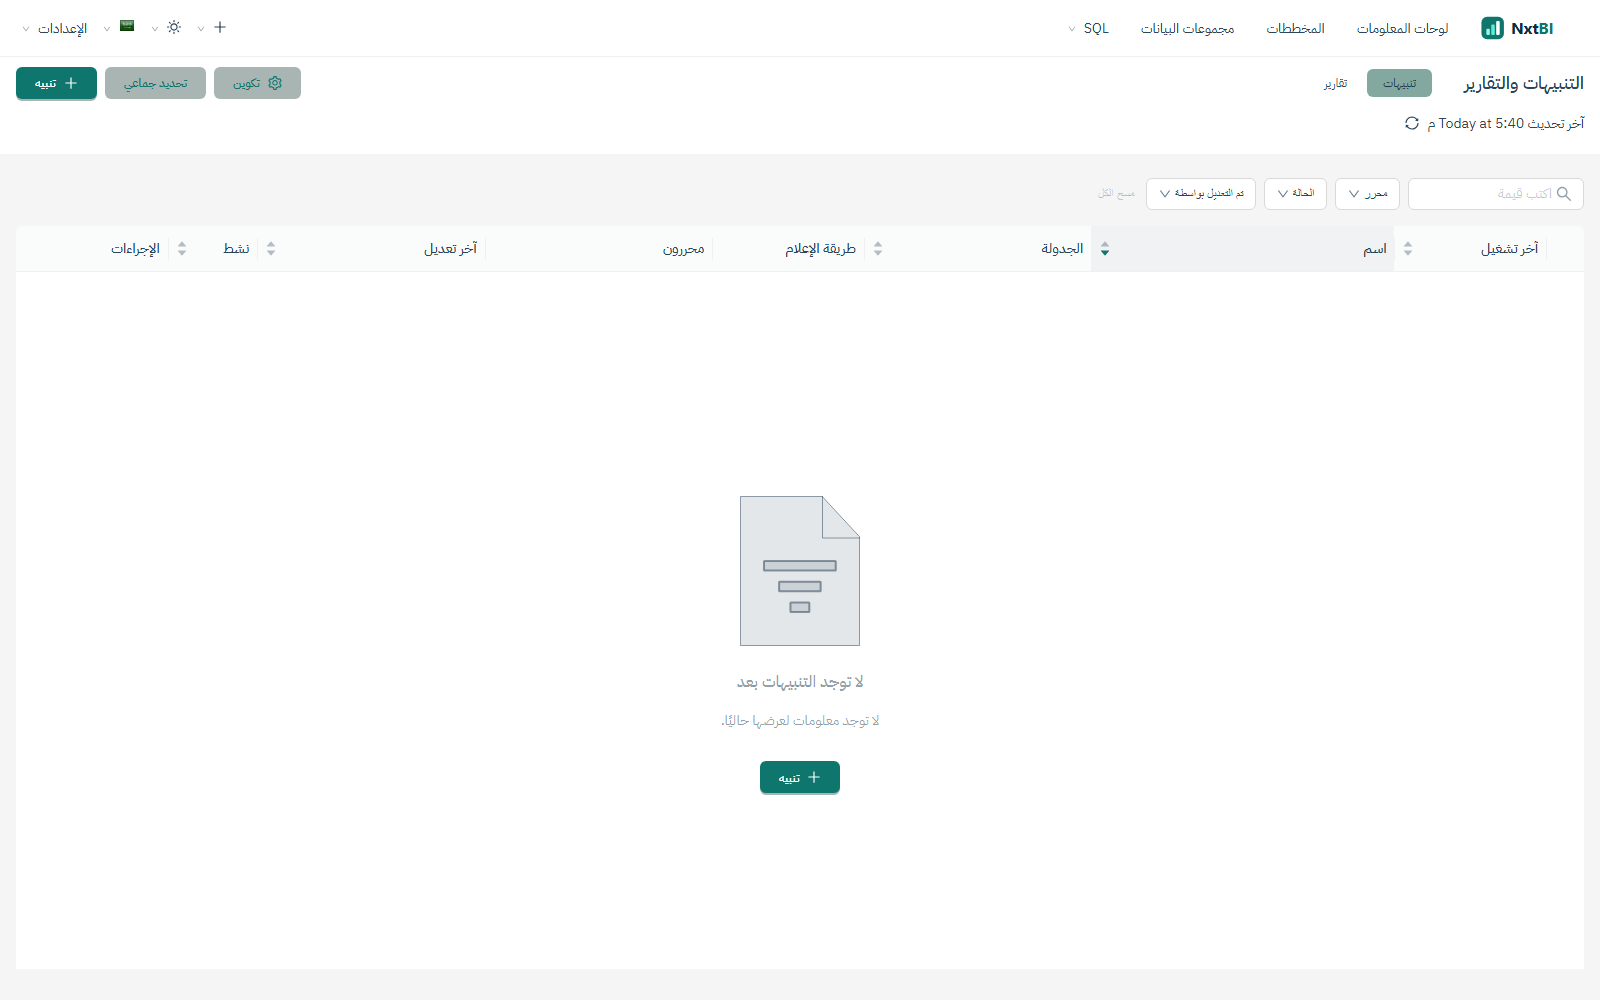 NxtBI
لوحات المعلومات
المخططات
مجموعات البيانات
SQL
الإعدادات
التنبيهات والتقارير
تنبيهات
تقارير
تكوين
تحديد جماعي
تنبيه
آخر تحديث Today at 5:40 م
اكتب قيمة
محرر
الحالة
تم التعديل بواسطة
مسح الكل
آخر تشغيل
اسم
الجدولة
طريقة الإعلام
محررون
آخر تعديل
نشط
الإجراءات
لا توجد التنبيهات بعد
لا توجد معلومات لعرضها حاليًا.
تنبيه